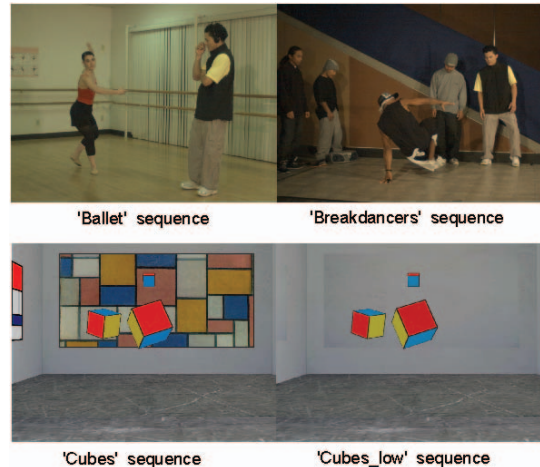 'Ballet' sequence
'Breakdancers' sequence
'Cubes' sequence
'Cubes_low' sequence